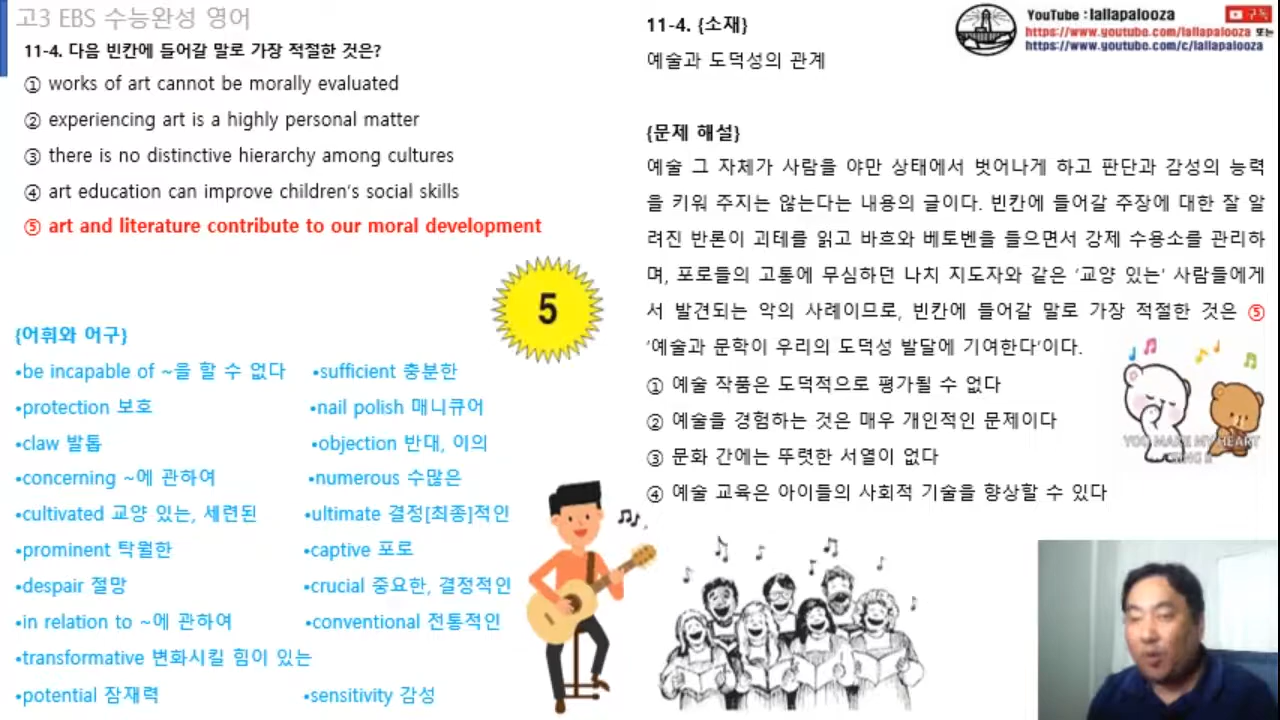 고3 EBS 수능완성 영어
11-4. 다음 빈칸에 들어갈 말로 가장 적절한 것은?
① works of art cannot be morally evaluated
② experiencing art is a highly personal matter
③ there is no distinctive hierarchy among cultures
④ art education can improve children's social skills
⑤ art and literature contribute to our moral development
5
{어휘와 어구}
•be incapable of ~을 할 수 없다 •sufficient 충분한
•protection 보호 •nail polish 매니큐어
•claw 발톱 •objection 반대, 이의
•concerning ~에 관하여 •numerous 수많은
•cultivated 교양 있는, 세련된 •ultimate 결정[최종]적인
•prominent 탁월한 •captive 포로
•despair 절망 •crucial 중요한, 결정적인
•in relation to ~에 관하여 •conventional 전통적인
•transformative 변화시킬 힘이 있는
•potential 잠재력 •sensitivity 감성
11-4. {소재}
예술과 도덕성의 관계
YouTube : lallapalooza 구독
https://www.youtube.com/lallapalooza 또는
https://www.youtube.com/c/lallapalooza
{문제 해설}
예술 그 자체가 사람을 야만 상태에서 벗어나게 하고 판단과 감성의 능력
을 키워 주지는 않는다는 내용의 글이다. 빈칸에 들어갈 주장에 대한 잘 알
려진 반론이 괴테를 읽고 바흐와 베토벤을 들으면서 강제 수용소를 관리하
며, 포로들의 고통에 무심하던 나치 지도자와 같은 '교양 있는' 사람들에게
서 발견되는 악의 사례이므로, 빈칸에 들어갈 말로 가장 적절한 것은 ⑤
'예술과 문학이 우리의 도덕성 발달에 기여한다'이다.
① 예술 작품은 도덕적으로 평가될 수 없다
② 예술을 경험하는 것은 매우 개인적인 문제이다
③ 문화 간에는 뚜렷한 서열이 없다
④ 예술 교육은 아이들의 사회적 기술을 향상할 수 있다
YOU MAKE MY HEART